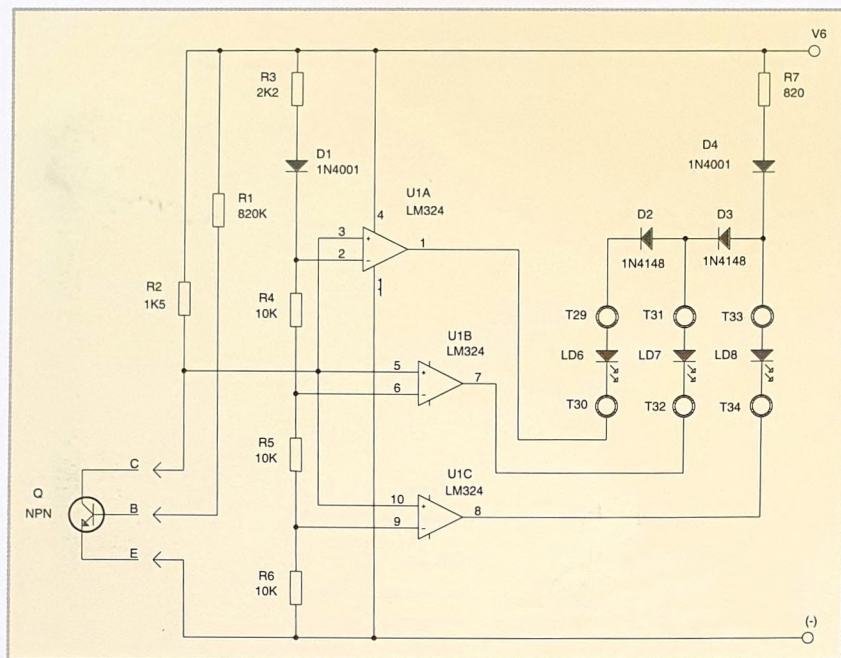 V6
R3
2K2
R7
820
D1
1N4001
D4
1N4001
R1
820K
U1A
LM324
4
3
+
2
-
1
D2
D3
1N4148
1N4148
R2
1K5
R4
10K
T29
T31
T33
U1B
LM324
LD6
LD7
LD8
5
+
7
6
-
T30
T32
T34
R5
10K
U1C
LM324
C
Q
NPN
B
10
+
8
9
-
E
R6
10K
(-)